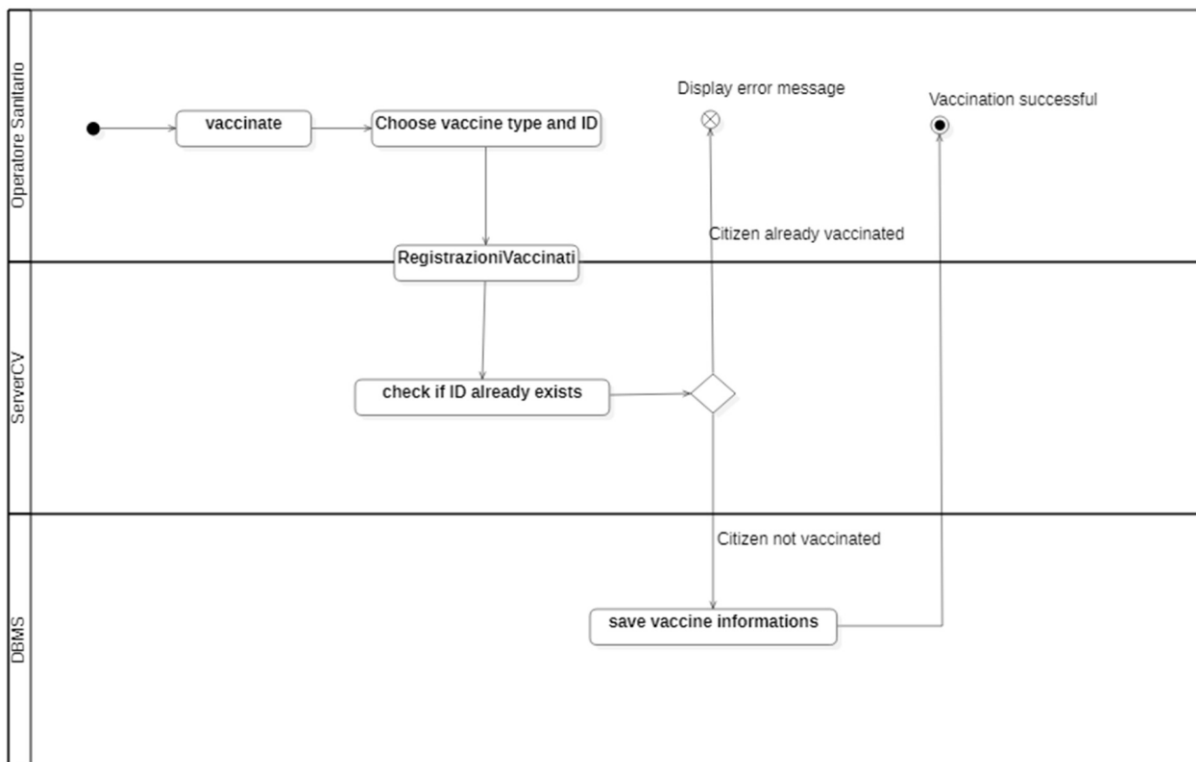 Operatore Sanitario
vaccinate
Choose vaccine type and ID
Display error message
Vaccination successful
Citizen already vaccinated
RegistrazioniVaccinati
ServerCV
check if ID already exists
DBMS
Citizen not vaccinated
save vaccine informations